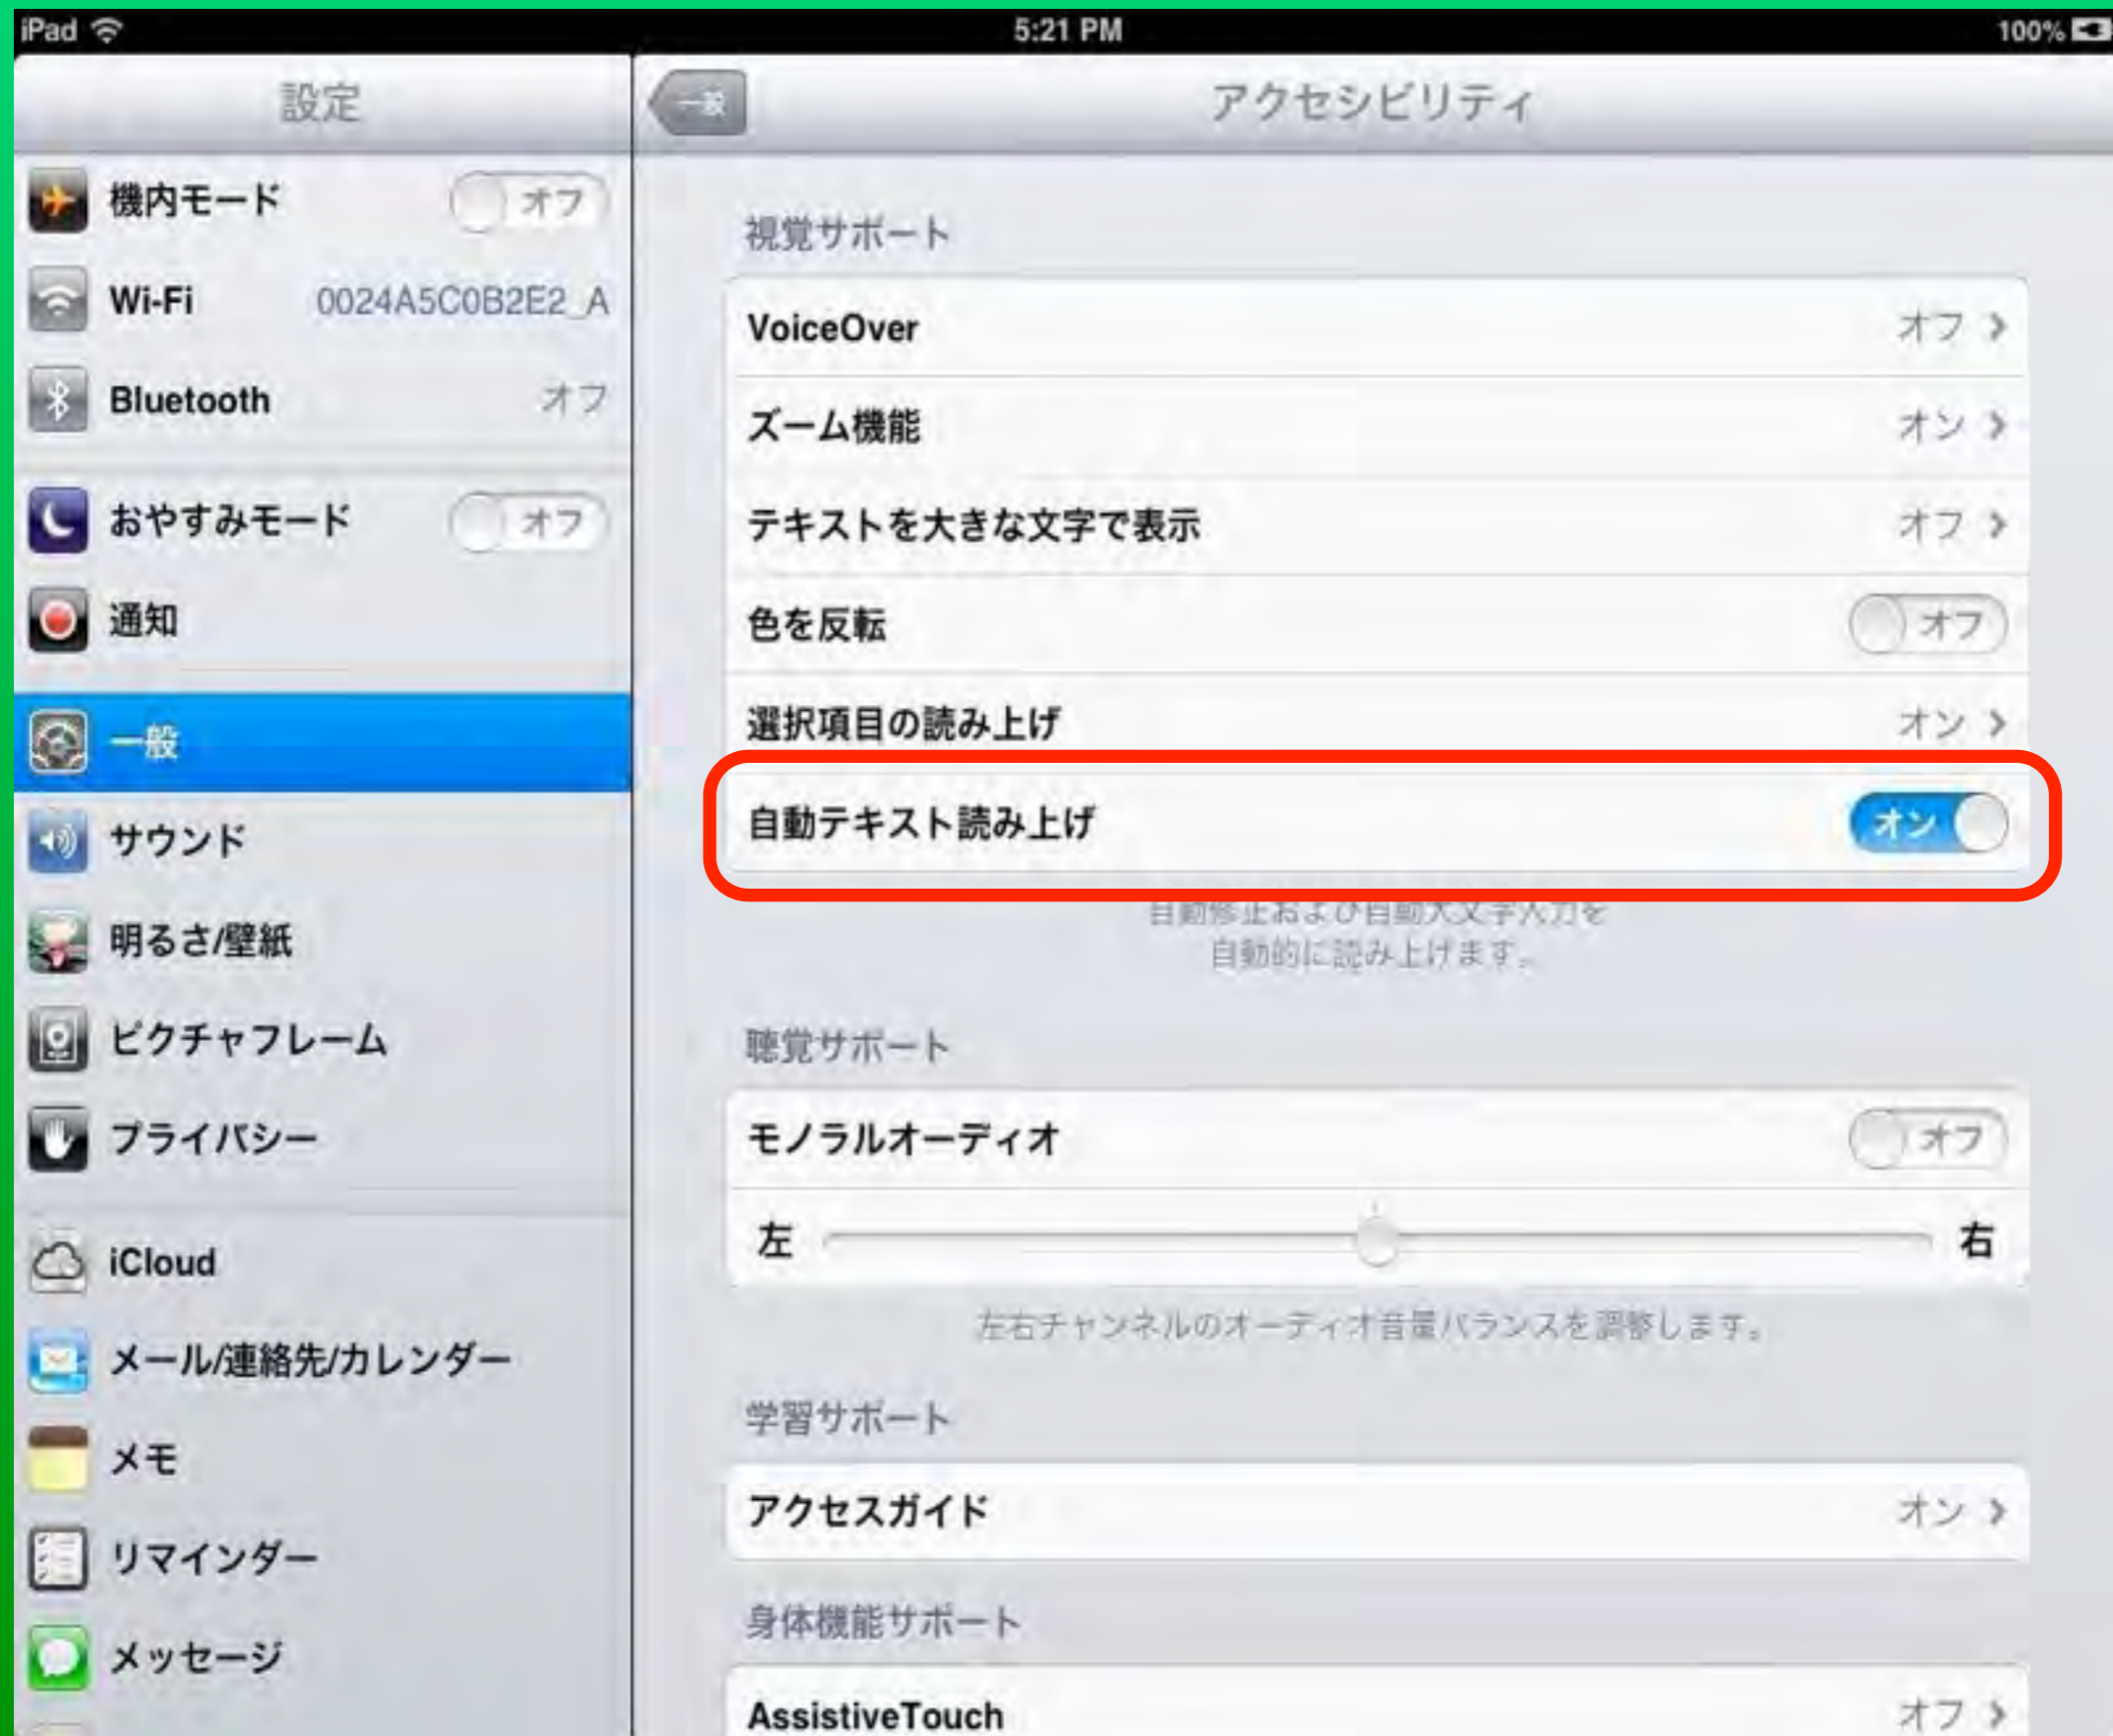 iPad
5:21 PM
100%
設定
機内モード
オフ
Wi-Fi
0024A5C0B2E2_A
Bluetooth
オフ
おやすみモード
オフ
通知
一般
サウンド
明るさ/壁紙
ピクチャフレーム
プライバシー
iCloud
メール/連絡先/カレンダー
メモ
リマインダー
メッセージ
一般
アクセシビリティ
視覚サポート
VoiceOver
オフ
ズーム機能
オン
テキストを大きな文字で表示
オフ
色を反転
オフ
選択項目の読み上げ
オン
自動テキスト読み上げ
オン
自動修正および自動大文字入力を
自動的に読み上げます。
聴覚サポート
モノラルオーディオ
オフ
左
右
左右チャンネルのオーディオ音量バランスを調整します。
学習サポート
アクセスガイド
オン
身体機能サポート
AssistiveTouch
オフ